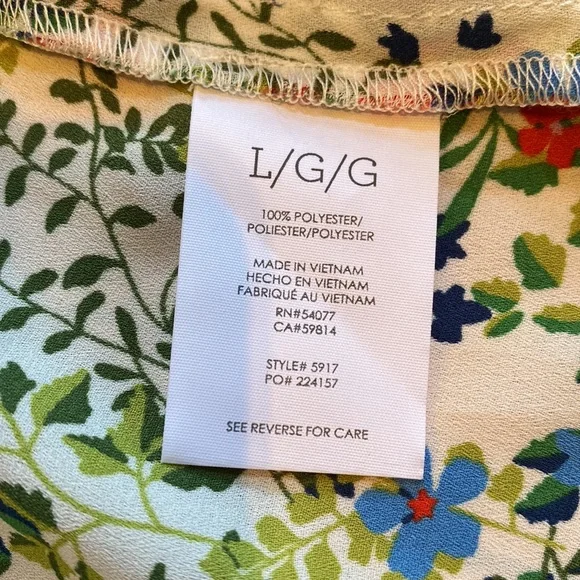 L/G/G
100% POLYESTER/
POLIESTER/POLYESTER
MADE IN VIETNAM
HECHO EN VIETNAM
FABRIQUÉ AU VIETNAM
RN#54077
CA#59814
STYLE# 5917
PO# 224157
SEE REVERSE FOR CARE